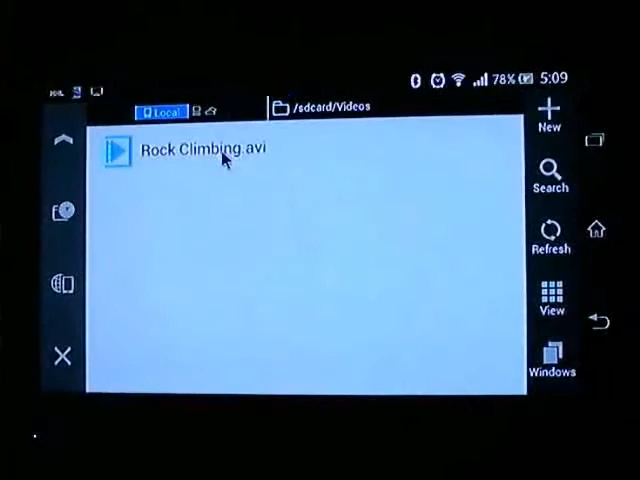 78% 5:09
Local /sdcard/Videos
New
Rock Climbing.avi
Search
Refresh
View
Windows